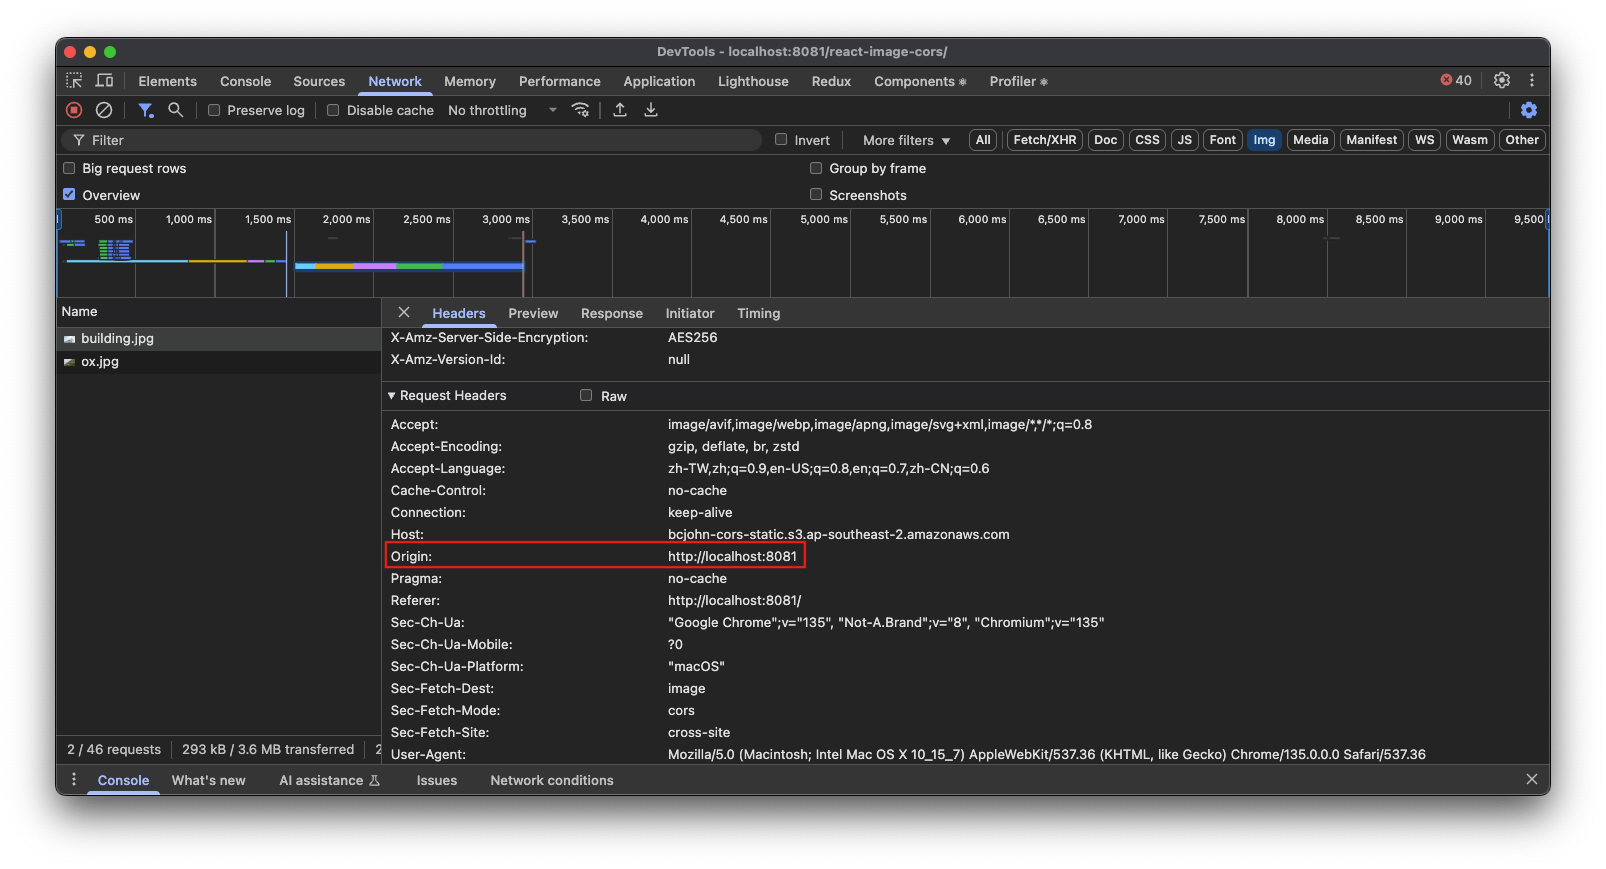 DevTools - localhost:8081/react-image-cors/
Elements Console Sources Network Memory Performance Application Lighthouse Redux Components Profiler 40
Preserve log Disable cache No throttling
Filter Invert More filters All Fetch/XHR Doc CSS JS Font Img Media Manifest WS Wasm Other
Big request rows Group by frame
Overview Screenshots
500 ms 1,000 ms 1,500 ms 2,000 ms 2,500 ms 3,000 ms 3,500 ms 4,000 ms 4,500 ms 5,000 ms 5,500 ms 6,000 ms 6,500 ms 7,000 ms 7,500 ms 8,000 ms 8,500 ms 9,000 ms 9,500
Name
building.jpg
ox.jpg
2 / 46 requests 293 kB / 3.6 MB transferred 2
Headers Preview Response Initiator Timing
X-Amz-Server-Side-Encryption: AES256
X-Amz-Version-Id: null
Request Headers Raw
Accept: image/avif,image/webp,image/apng,image/svg+xml,image/*,*/*;q=0.8
Accept-Encoding: gzip, deflate, br, zstd
Accept-Language: zh-TW,zh;q=0.9,en-US;q=0.8,en;q=0.7,zh-CN;q=0.6
Cache-Control: no-cache
Connection: keep-alive
Host: bcjohn-cors-static.s3.ap-southeast-2.amazonaws.com
Origin: http://localhost:8081
Pragma: no-cache
Referer: http://localhost:8081/
Sec-Ch-Ua: "Google Chrome";v="135", "Not-A.Brand";v="8", "Chromium";v="135"
Sec-Ch-Ua-Mobile: ?0
Sec-Ch-Ua-Platform: "macOS"
Sec-Fetch-Dest: image
Sec-Fetch-Mode: cors
Sec-Fetch-Site: cross-site
User-Agent: Mozilla/5.0 (Macintosh; Intel Mac OS X 10_15_7) AppleWebKit/537.36 (KHTML, like Gecko) Chrome/135.0.0.0 Safari/537.36
Console What's new AI assistance Issues Network conditions